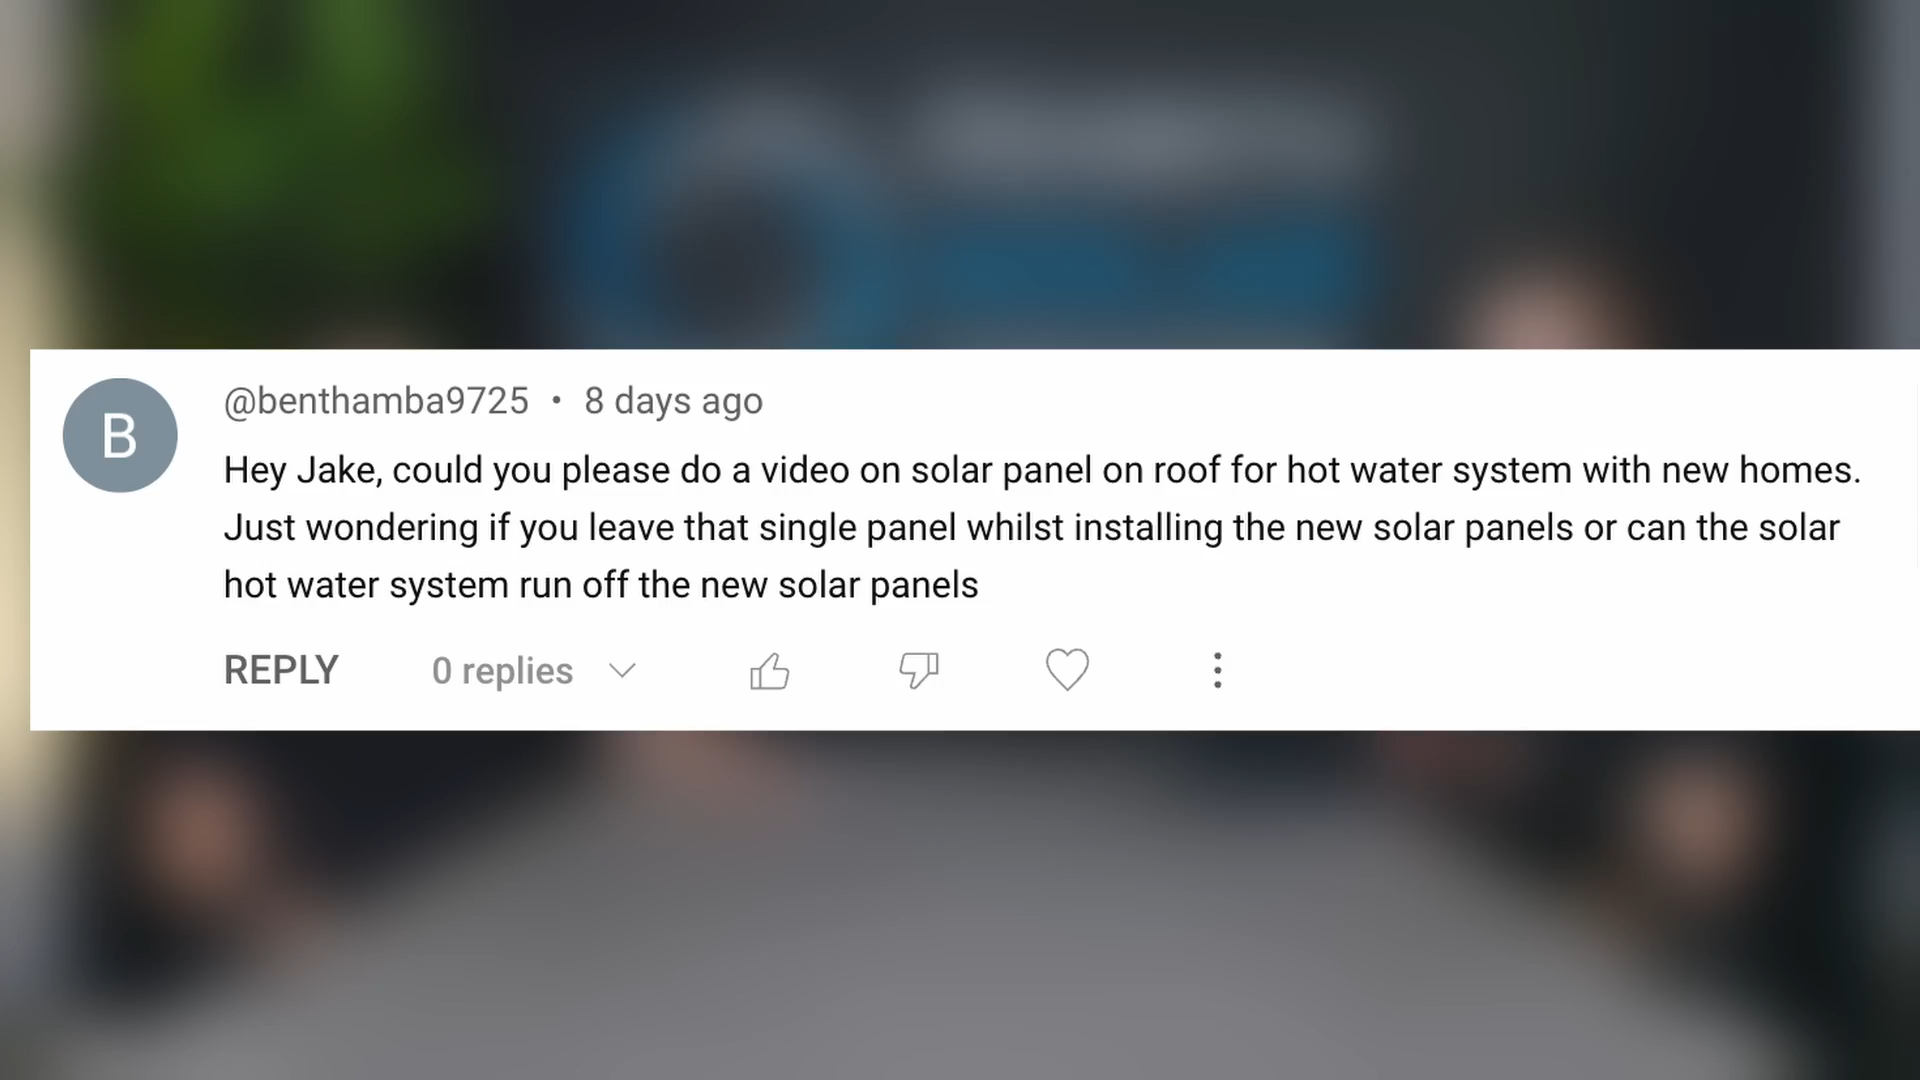 B
@benthamba9725 • 8 days ago
Hey Jake, could you please do a video on solar panel on roof for hot water system with new homes.
Just wondering if you leave that single panel whilst installing the new solar panels or can the solar
hot water system run off the new solar panels
REPLY 0 replies